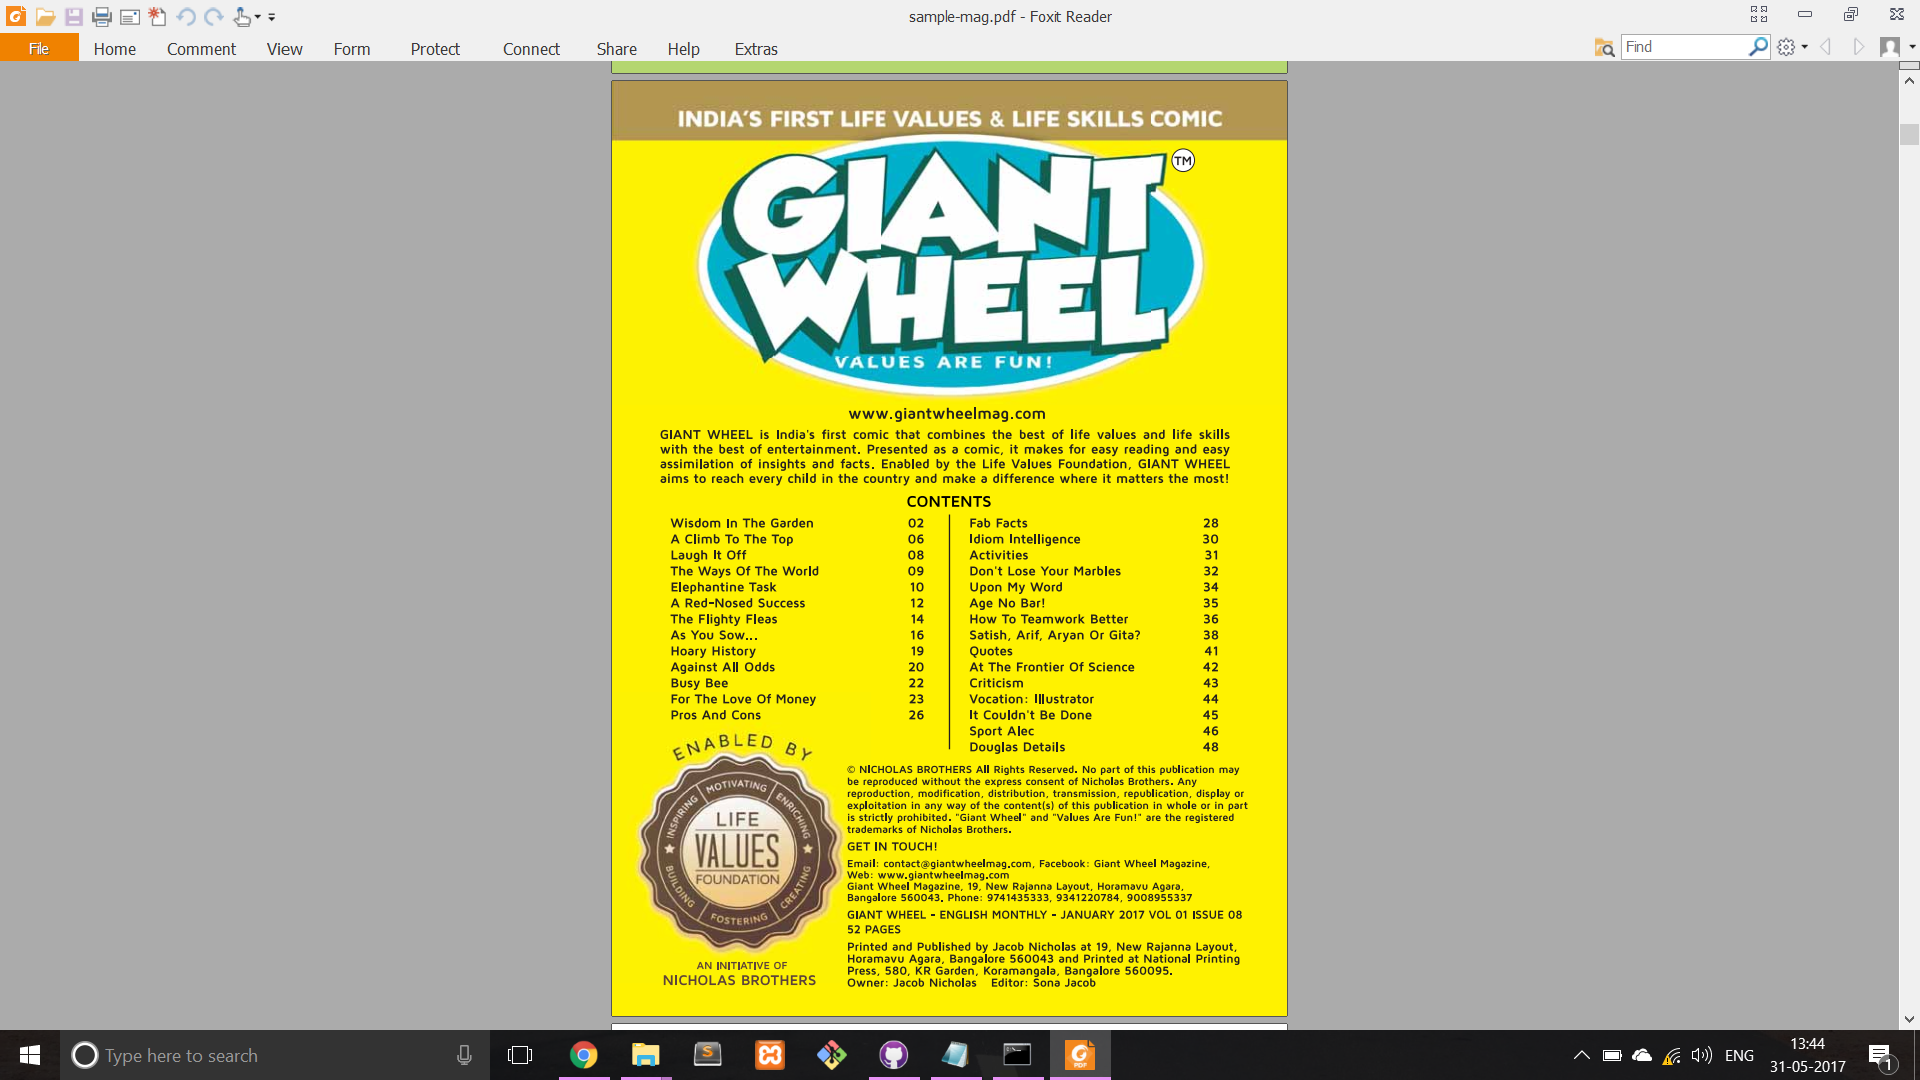 sample-mag.pdf - Foxit Reader
File Home Comment View Form Protect Connect Share Help Extras Find
INDIA'S FIRST LIFE VALUES & LIFE SKILLS COMIC
GIANT TM
WHEEL
VALUES ARE FUN!
www.giantwheelmag.com
GIANT WHEEL is India's first comic that combines the best of life values and life skills
with the best of entertainment. Presented as a comic, it makes for easy reading and easy
assimilation of insights and facts. Enabled by the Life Values Foundation, GIANT WHEEL
aims to reach every child in the country and make a difference where it matters the most!
CONTENTS
Wisdom In The Garden 02
A Climb To The Top 06
Laugh It Off 08
The Ways Of The World 09
Elephantine Task 10
A Red-Nosed Success 12
The Flighty Fleas 14
As You Sow... 16
Hoary History 19
Against All Odds 20
Busy Bee 22
For The Love Of Money 23
Pros And Cons 26
Fab Facts 28
Idiom Intelligence 30
Activities 31
Don't Lose Your Marbles 32
Upon My Word 34
Age No Bar! 35
How To Teamwork Better 36
Satish, Arif, Aryan Or Gita? 38
Quotes 41
At The Frontier Of Science 42
Criticism 43
Vocation: Illustrator 44
It Couldn't Be Done 45
Sport Alec 46
Douglas Details 48
ENABLED BY
INSPIRING MOTIVATING ENRICHING
LIFE
VALUES
FOUNDATION
BUILDING FOSTERING CREATING
AN INITIATIVE OF
NICHOLAS BROTHERS
© NICHOLAS BROTHERS All Rights Reserved. No part of this publication may
be reproduced without the express consent of Nicholas Brothers. Any
reproduction, modification, distribution, transmission, republication, display or
exploitation in any way of the content(s) of this publication in whole or in part
is strictly prohibited. "Giant Wheel" and "Values Are Fun!" are the registered
trademarks of Nicholas Brothers.
GET IN TOUCH!
Email: contact@giantwheelmag.com, Facebook: Giant Wheel Magazine,
Web: www.giantwheelmag.com
Giant Wheel Magazine, 19, New Rajanna Layout, Horamavu Agara,
Bangalore 560043. Phone: 9741435333, 9341220784, 9008955337
GIANT WHEEL - ENGLISH MONTHLY - JANUARY 2017 VOL 01 ISSUE 08
52 PAGES
Printed and Published by Jacob Nicholas at 19, New Rajanna Layout,
Horamavu Agara, Bangalore 560043 and Printed at National Printing
Press, 580, KR Garden, Koramangala, Bangalore 560095.
Owner: Jacob Nicholas Editor: Sona Jacob
Type here to search
ENG
13:44
31-05-2017
1